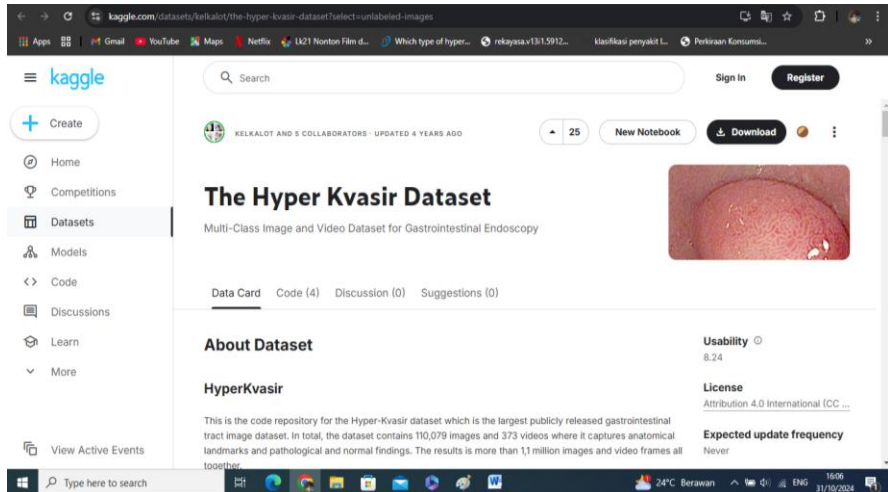 kaggle.com/datasets/kelkalot/the-hyper-kvasir-dataset?select=unlabeled-images
Apps Gmail YouTube Maps Netflix Lk21 Nonton Film d... Which type of hyper... rekayasa.v13i1.5912... klasifikasi penyakit L... Perkiraan Konsumsi... »
kaggle
Search
Sign In
Register
Create
Home
Competitions
Datasets
Models
Code
Discussions
Learn
More
View Active Events
KELKALOT AND 5 COLLABORATORS · UPDATED 4 YEARS AGO
25
New Notebook
Download
The Hyper Kvasir Dataset
Multi-Class Image and Video Dataset for Gastrointestinal Endoscopy
Data Card Code (4) Discussion (0) Suggestions (0)
About Dataset
HyperKvasir
This is the code repository for the Hyper-Kvasir dataset which is the largest publicly released gastrointestinal
tract image dataset. In total, the dataset contains 110,079 images and 373 videos where it captures anatomical
landmarks and pathological and normal findings. The results is more than 1,1 million images and video frames all
together.
Usability
8.24
License
Attribution 4.0 International (CC ...
Expected update frequency
Never
Type here to search
24°C Berawan
ENG
16:06
31/10/2024